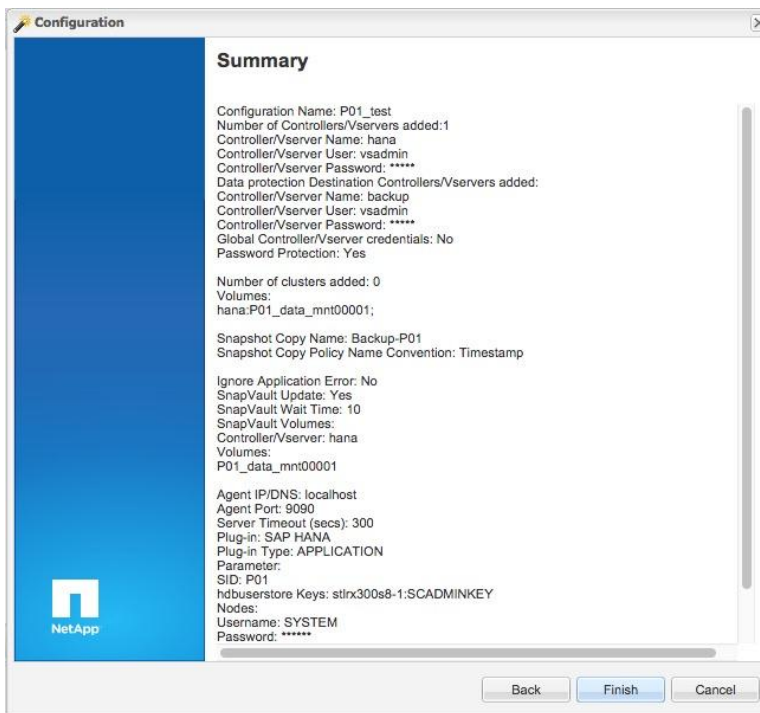 Configuration
Summary
Configuration Name: P01_test
Number of Controllers/Vservers added:1
Controller/Vserver Name: hana
Controller/Vserver User: vsadmin
Controller/Vserver Password: *****
Data protection Destination Controllers/Vservers added:
Controller/Vserver Name: backup
Controller/Vserver User: vsadmin
Controller/Vserver Password: *****
Global Controller/Vserver credentials: No
Password Protection: Yes
Number of clusters added: 0
Volumes:
hana:P01_data_mnt00001;
Snapshot Copy Name: Backup-P01
Snapshot Copy Policy Name Convention: Timestamp
Ignore Application Error: No
SnapVault Update: Yes
SnapVault Wait Time: 10
SnapVault Volumes:
Controller/Vserver: hana
Volumes:
P01_data_mnt00001
Agent IP/DNS: localhost
Agent Port: 9090
Server Timeout (secs): 300
Plug-in: SAP HANA
Plug-in Type: APPLICATION
Parameter:
SID: P01
hdbuserstore Keys: stlrx300s8-1:SCADMINKEY
Nodes:
Username: SYSTEM
Password: ******
NetApp
Back Finish Cancel